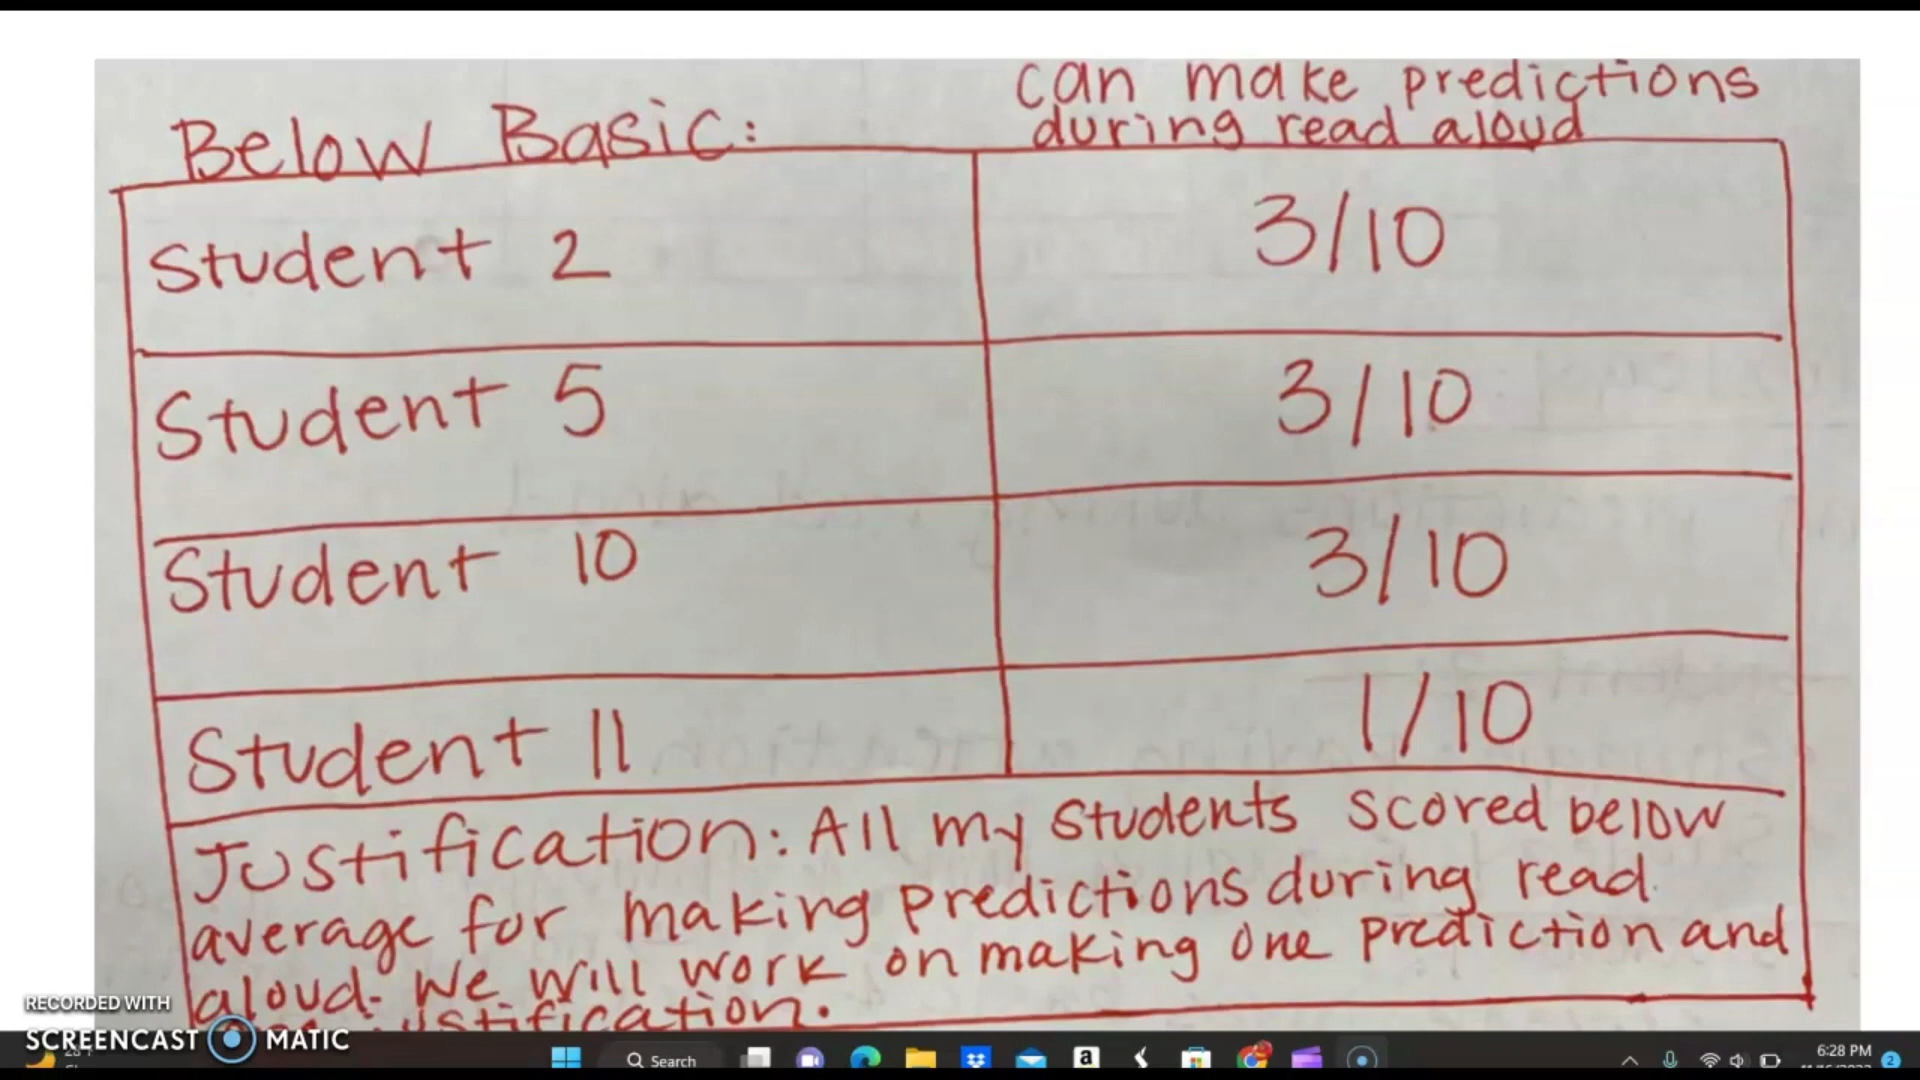 can make predictions
during read aloud
Below Basic:
Student 2 3/10
Student 5 3/10
Student 10 3/10
Student 11 1/10
Justification: All my students scored below
average for making predictions during read
aloud. We will work on making one prediction and
justification.
RECORDED WITH
SCREENCAST MATIC
Search
6:28 PM
2